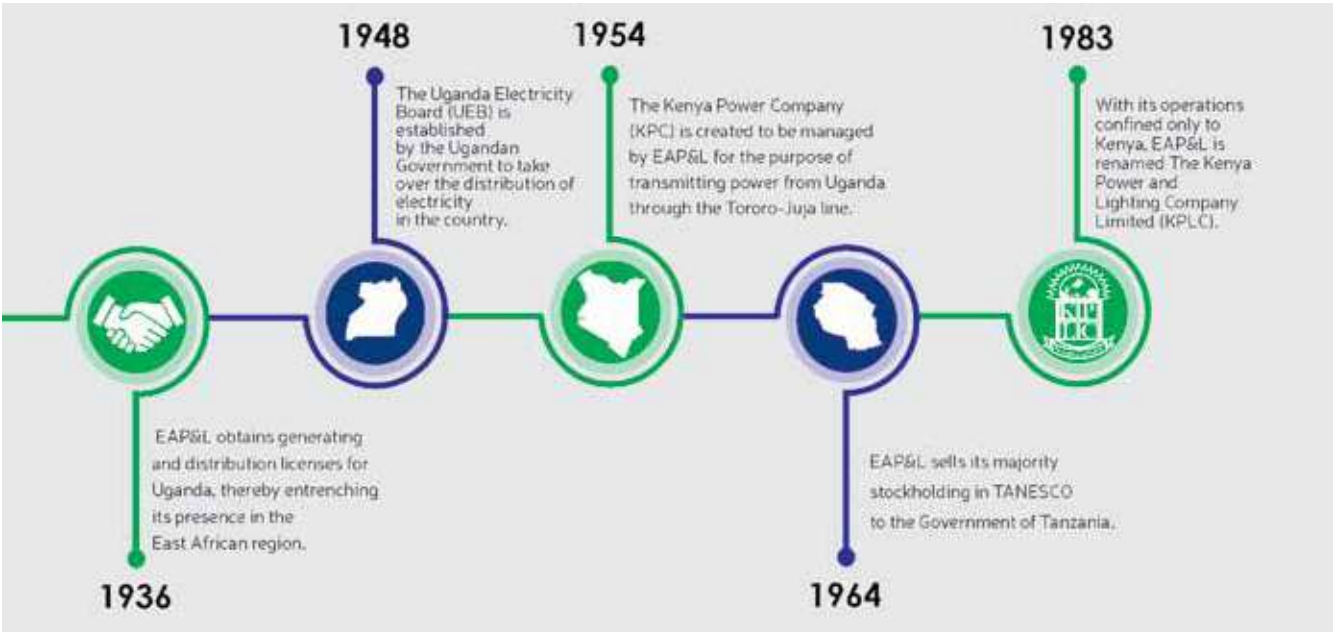 1948
The Uganda Electricity
Board (UEB) is
established
by the Ugandan
Government to take
over the distribution of
electricity
in the country.
1954
The Kenya Power Company
(KPC) is created to be managed
by EAP&L for the purpose of
transmitting power from Uganda
through the Tororo-Juja line.
1983
With its operations
confined only to
Kenya, EAP&L is
renamed The Kenya
Power and
Lighting Company
Limited (KPLC).
EAP&L obtains generating
and distribution licenses for
Uganda, thereby entrenching
its presence in the
East African region.
1936
EAP&L sells its majority
stockholding in TANESCO
to the Government of Tanzania.
1964